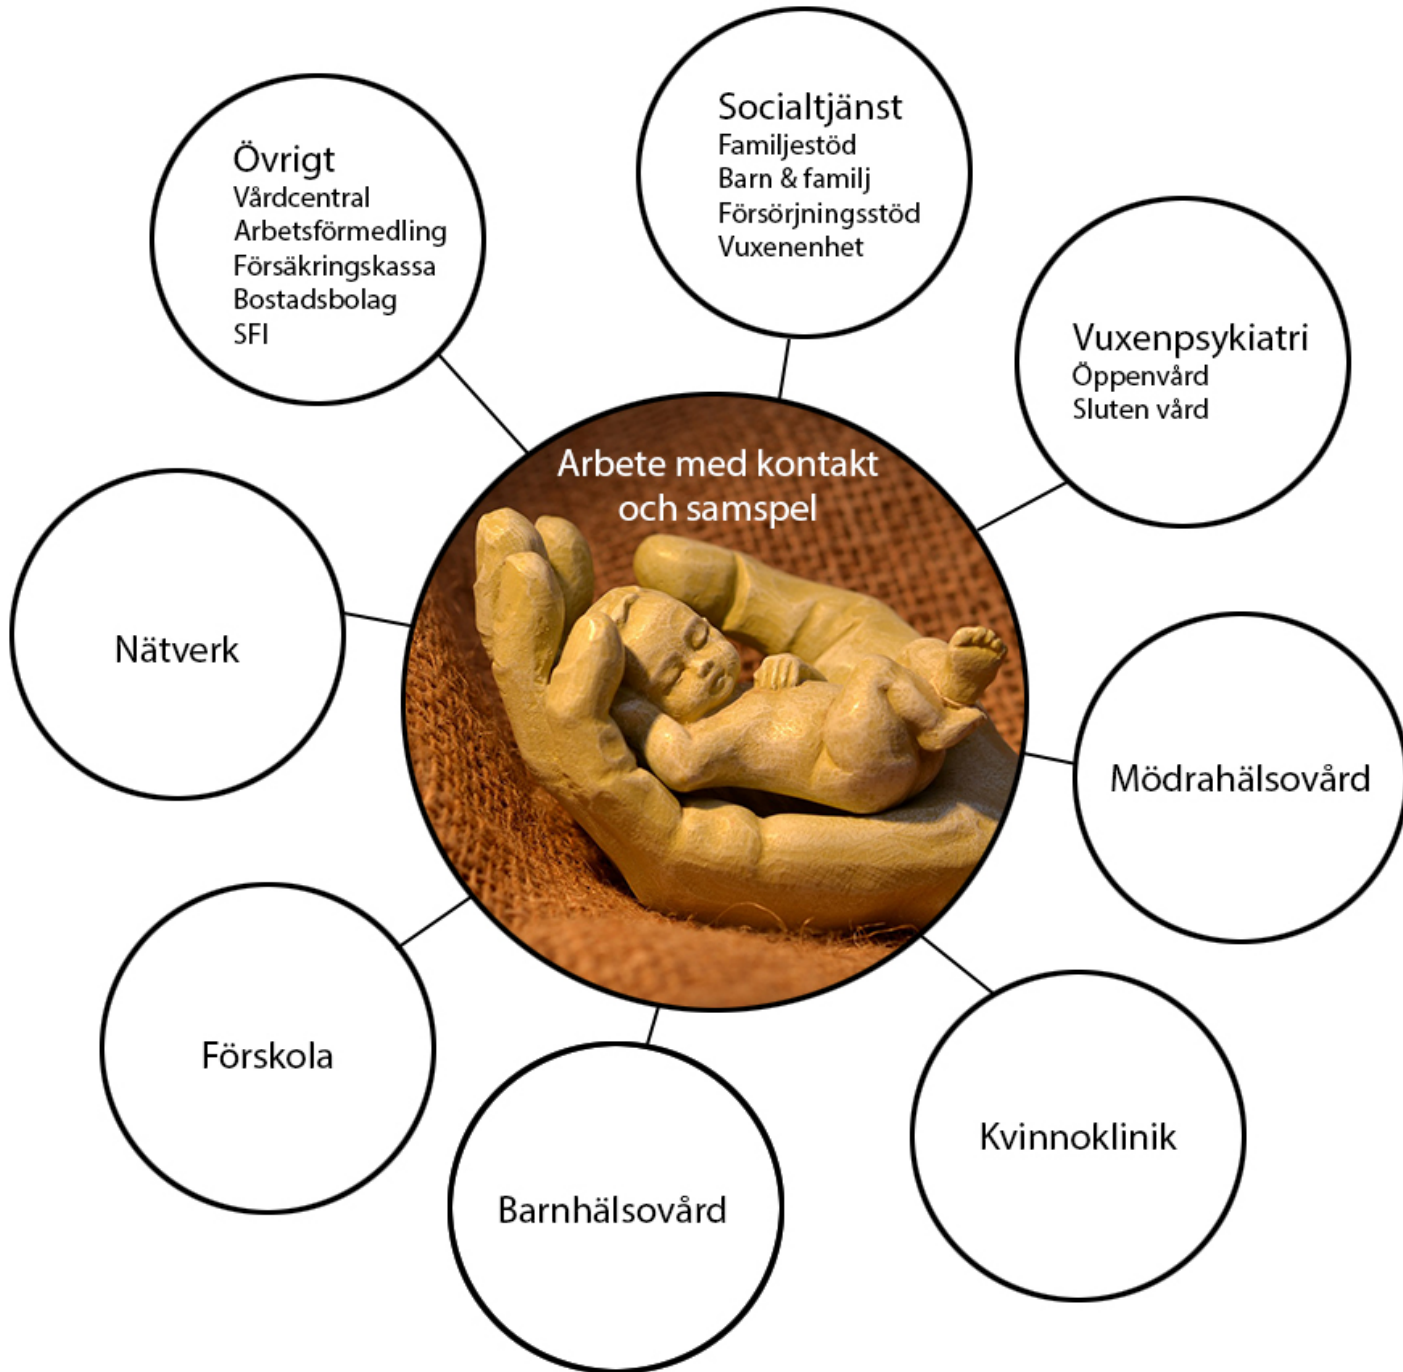 Socialtjänst
Familjestöd
Barn & familj
Försörjningsstöd
Vuxenenhet
Övrigt
Vårdcentral
Arbetsförmedling
Försäkringskassa
Bostadsbolag
SFI
Vuxenpsykiatri
Öppenvård
Sluten vård
Arbete med kontakt
och samspel
Nätverk
Mödrahälsovård
Förskola
Kvinnoklinik
Barnhälsovård